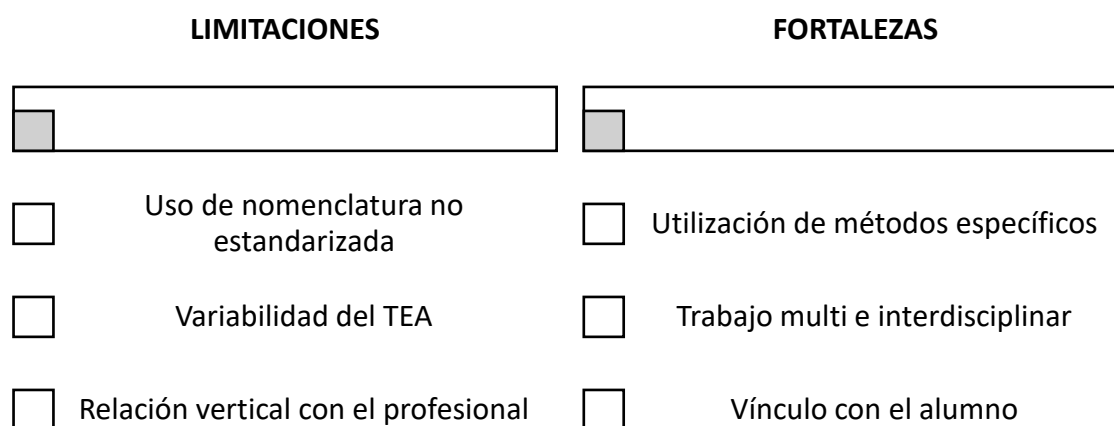 LIMITACIONES
Uso de nomenclatura no
estandarizada
Variabilidad del TEA
Relación vertical con el profesional
FORTALEZAS
Utilización de métodos específicos
Trabajo multi e interdisciplinar
Vínculo con el alumno